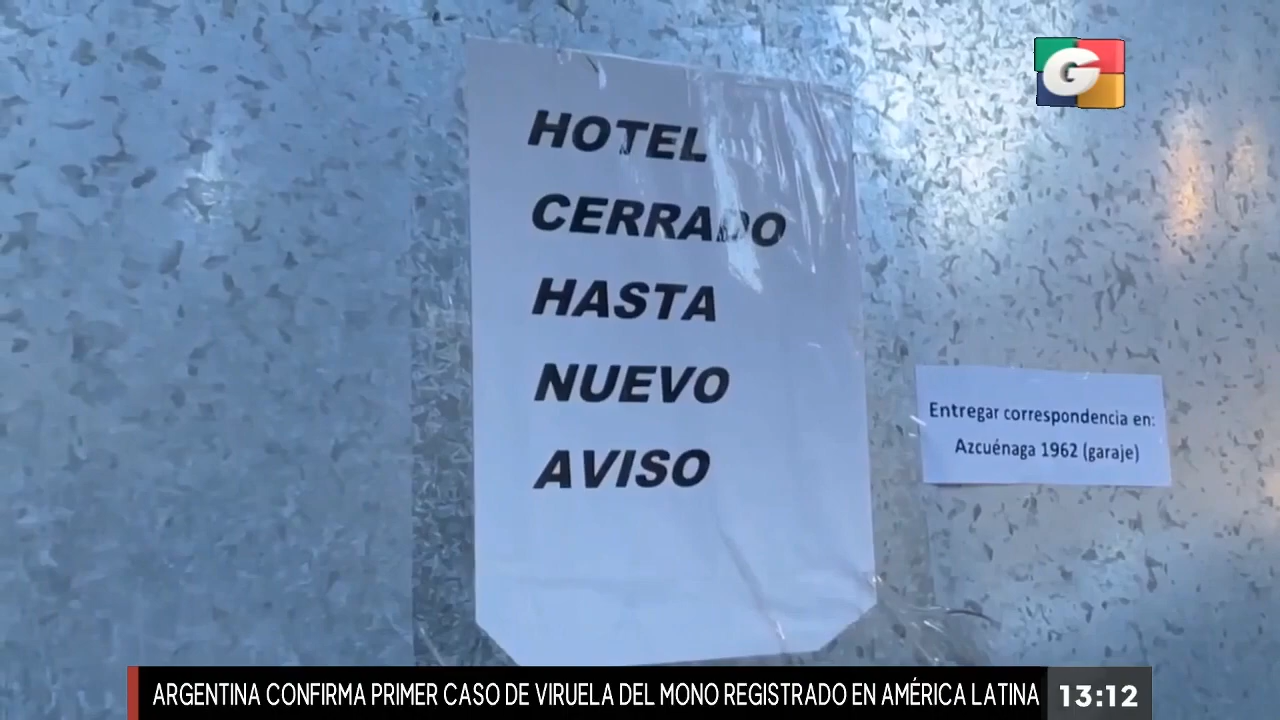 G
HOTEL
CERRADO
HASTA
NUEVO
AVISO
Entregar correspondencia en:
Azcuénaga 1962 (garaje)
ARGENTINA CONFIRMA PRIMER CASO DE VIRUELA DEL MONO REGISTRADO EN AMÉRICA LATINA
13:12